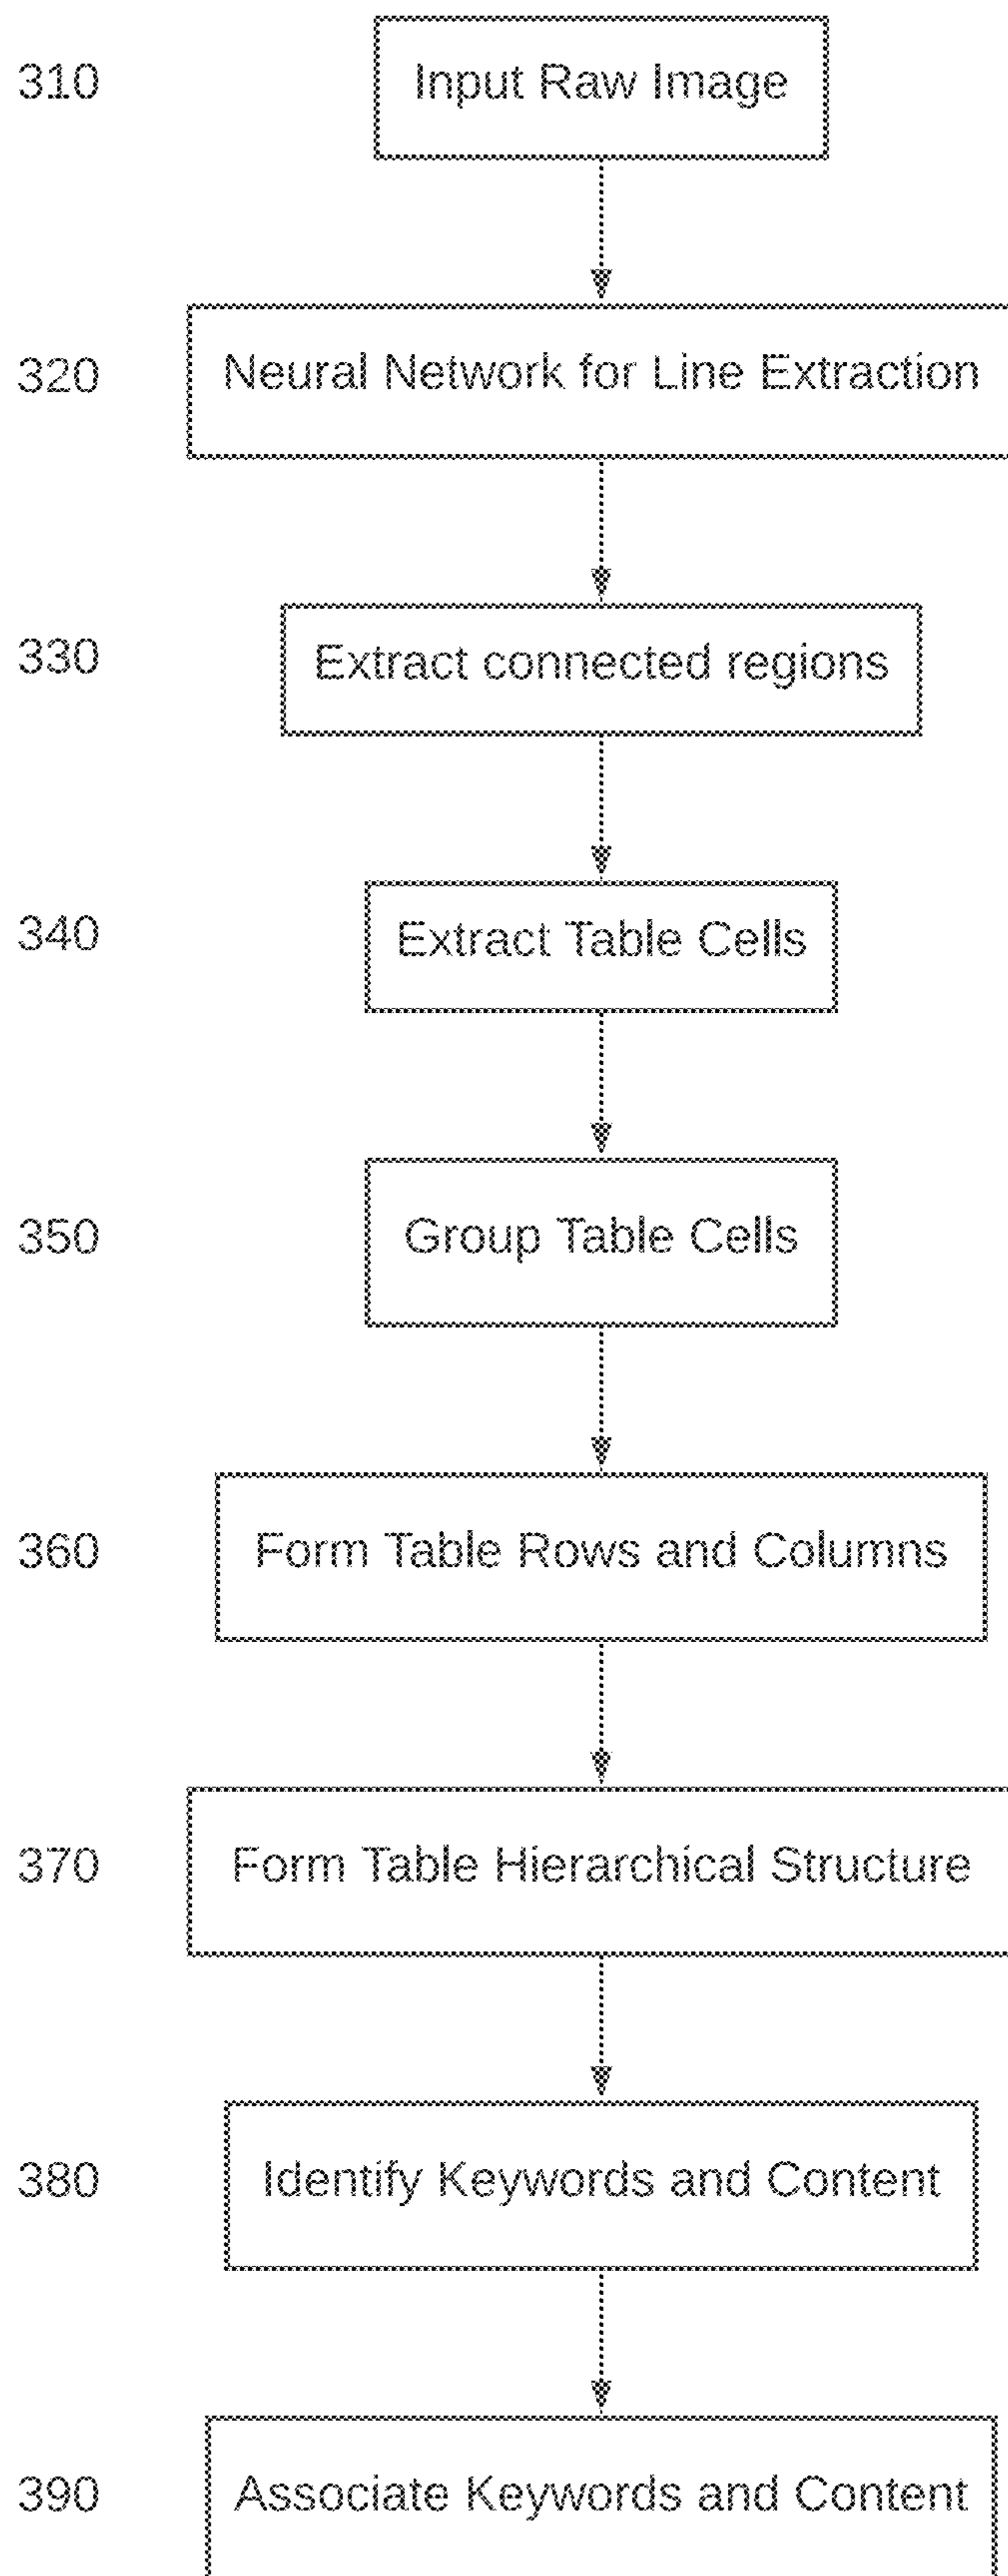 310 Input Raw Image
320 Neural Network for Line Extraction
330 Extract connected regions
340 Extract Table Cells
350 Group Table Cells
360 Form Table Rows and Columns
370 Form Table Hierarchical Structure
380 Identify Keywords and Content
390 Associate Keywords and Content